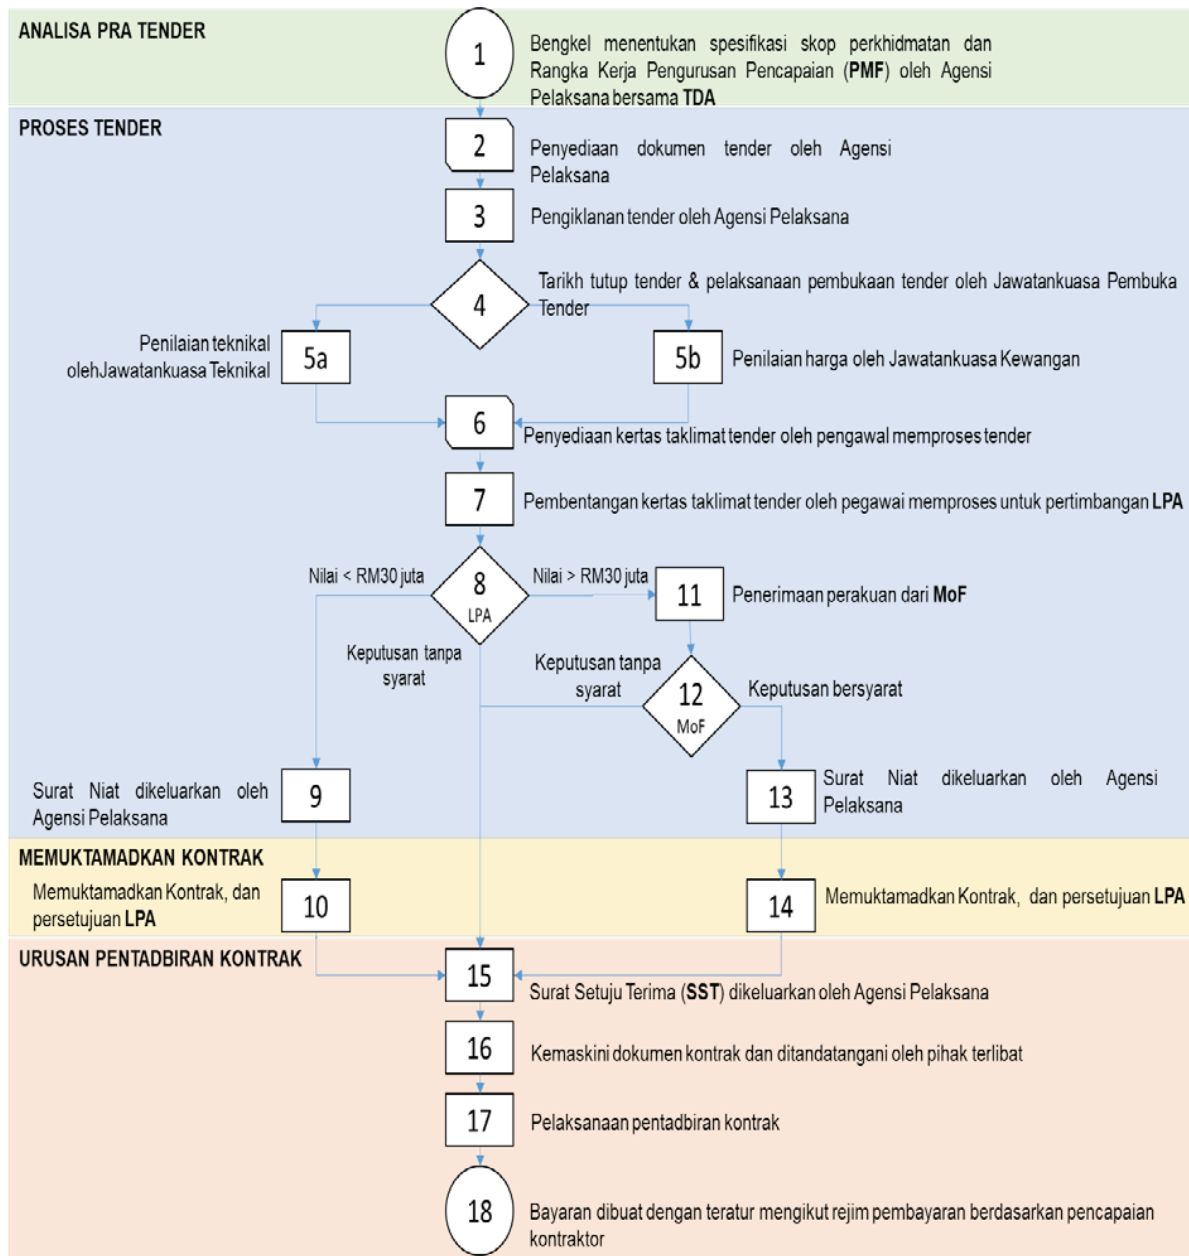 ANALISA PRA TENDER
1
Bengkel menentukan spesifikasi skop perkhidmatan dan
Rangka Kerja Pengurusan Pencapaian (PMF) oleh Agensi
Pelaksana bersama TDA
PROSES TENDER
2
Penyediaan dokumen tender oleh Agensi
Pelaksana
3
Pengiklanan tender oleh Agensi Pelaksana
4
Tarikh tutup tender & pelaksanaan pembukaan tender oleh Jawatankuasa Pembuka
Tender
Penilaian teknikal
olehJawatankuasa Teknikal
5a
5b
Penilaian harga oleh Jawatankuasa Kewangan
6
Penyediaan kertas taklimat tender oleh pengawal memproses tender
7
Pembentangan kertas taklimat tender oleh pegawai memproses untuk pertimbangan LPA
Nilai < RM30 juta
8
LPA
Nilai > RM30 juta
11
Penerimaan perakuan dari MoF
Keputusan tanpa
syarat
Keputusan tanpa
syarat
12
MoF
Keputusan bersyarat
Surat Niat dikeluarkan oleh
Agensi Pelaksana
9
13
Surat Niat dikeluarkan oleh Agensi
Pelaksana
MEMUKTAMADKAN KONTRAK
Memuktamadkan Kontrak, dan
persetujuan LPA
10
14
Memuktamadkan Kontrak, dan persetujuan LPA
URUSAN PENTADBIRAN KONTRAK
15
Surat Setuju Terima (SST) dikeluarkan oleh Agensi Pelaksana
16
Kemaskini dokumen kontrak dan ditandatangani oleh pihak terlibat
17
Pelaksanaan pentadbiran kontrak
18
Bayaran dibuat dengan teratur mengikut rejim pembayaran berdasarkan pencapaian
kontraktor